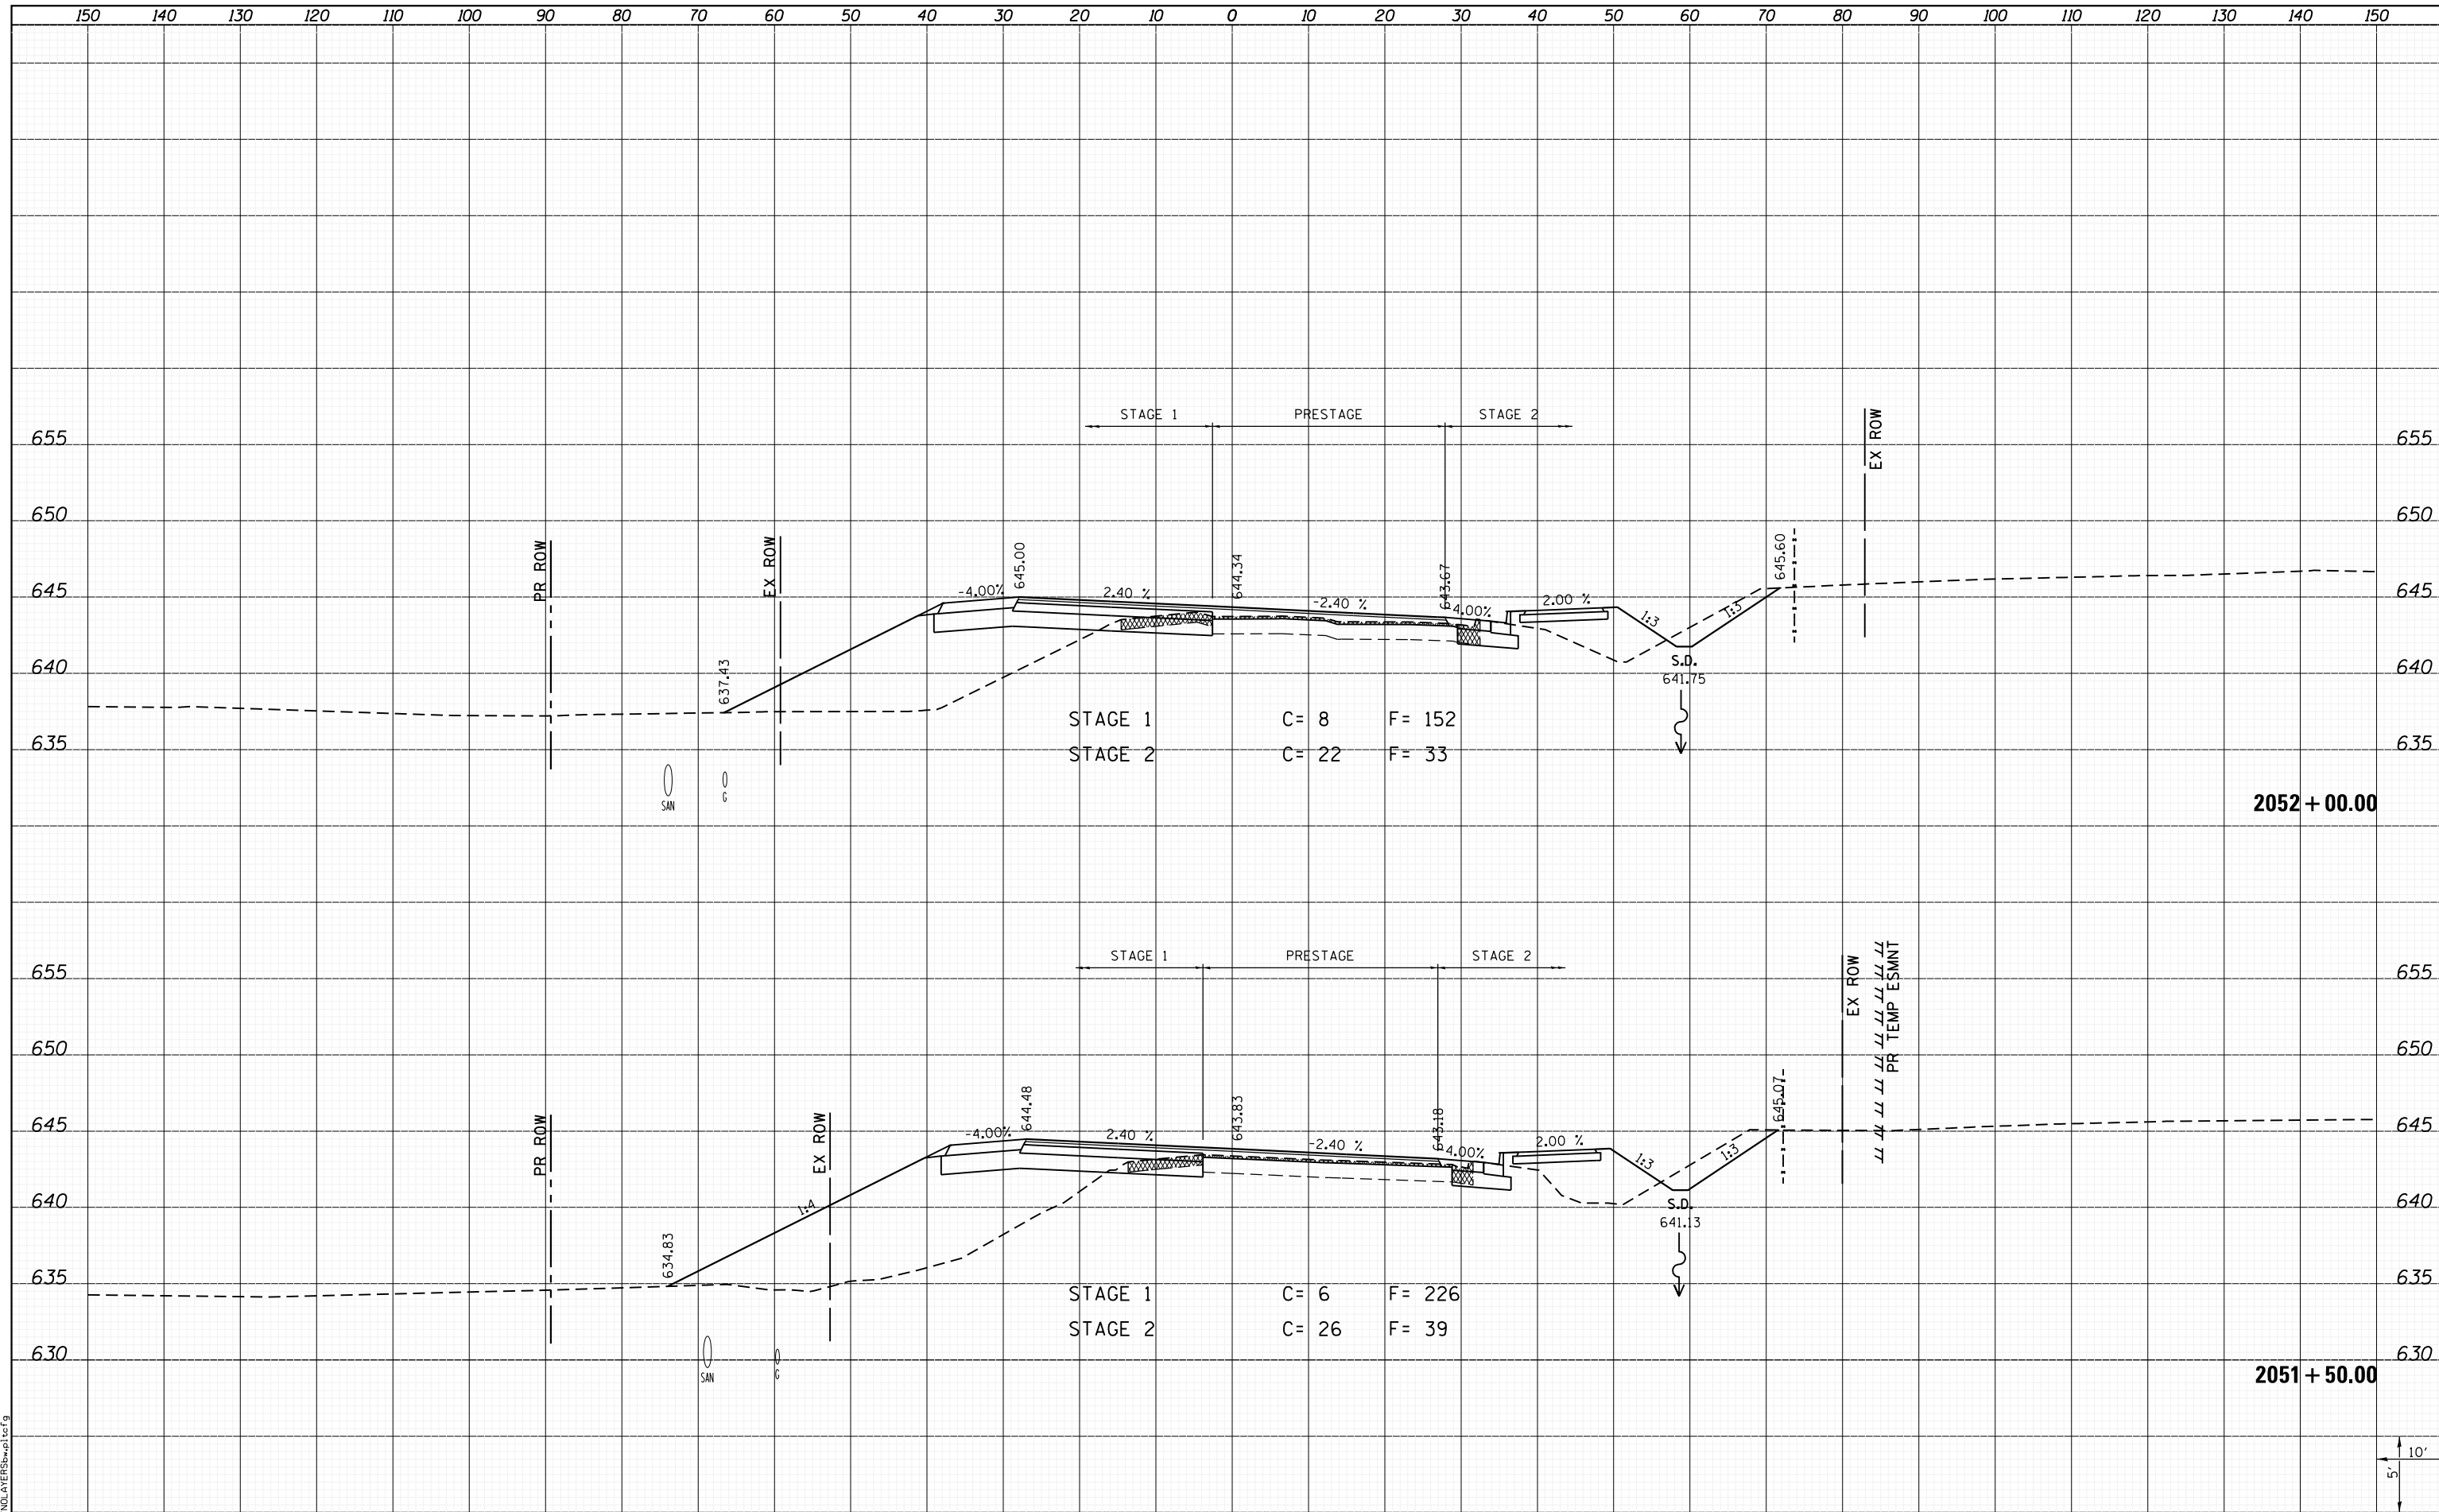 150 140 130 120 110 100 90 80 70 60 50 40 30 20 10 0 10 20 30 40 50 60 70 80 90 100 110 120 130 140 150
STAGE 1 PRESTAGE STAGE 2
EX ROW
655 655
650 650
PR ROW
EX ROW
645.00
644.34
643.67
645.60
645 645
-4.00% 2.40 % -2.40 % 4.00% 2.00 %
1:3 1:3
637.43
640 640
S.D.
641.75
STAGE 1 C= 8 F= 152
STAGE 2 C= 22 F= 33
635 635
SAN G
2052+00.00
STAGE 1 PRESTAGE STAGE 2
EX ROW
PR TEMP ESMNT
655 655
650 650
PR ROW
EX ROW
644.48
643.83
643.18
645.07
645 645
-4.00% 2.40 % -2.40 % 4.00% 2.00 %
1:4 1:3 1:3
634.83
640 640
S.D.
641.13
635 635
STAGE 1 C= 6 F= 226
STAGE 2 C= 26 F= 39
630 630
SAN G
2051+50.00
10'
5'
NOLAYERSbw.pltcfg